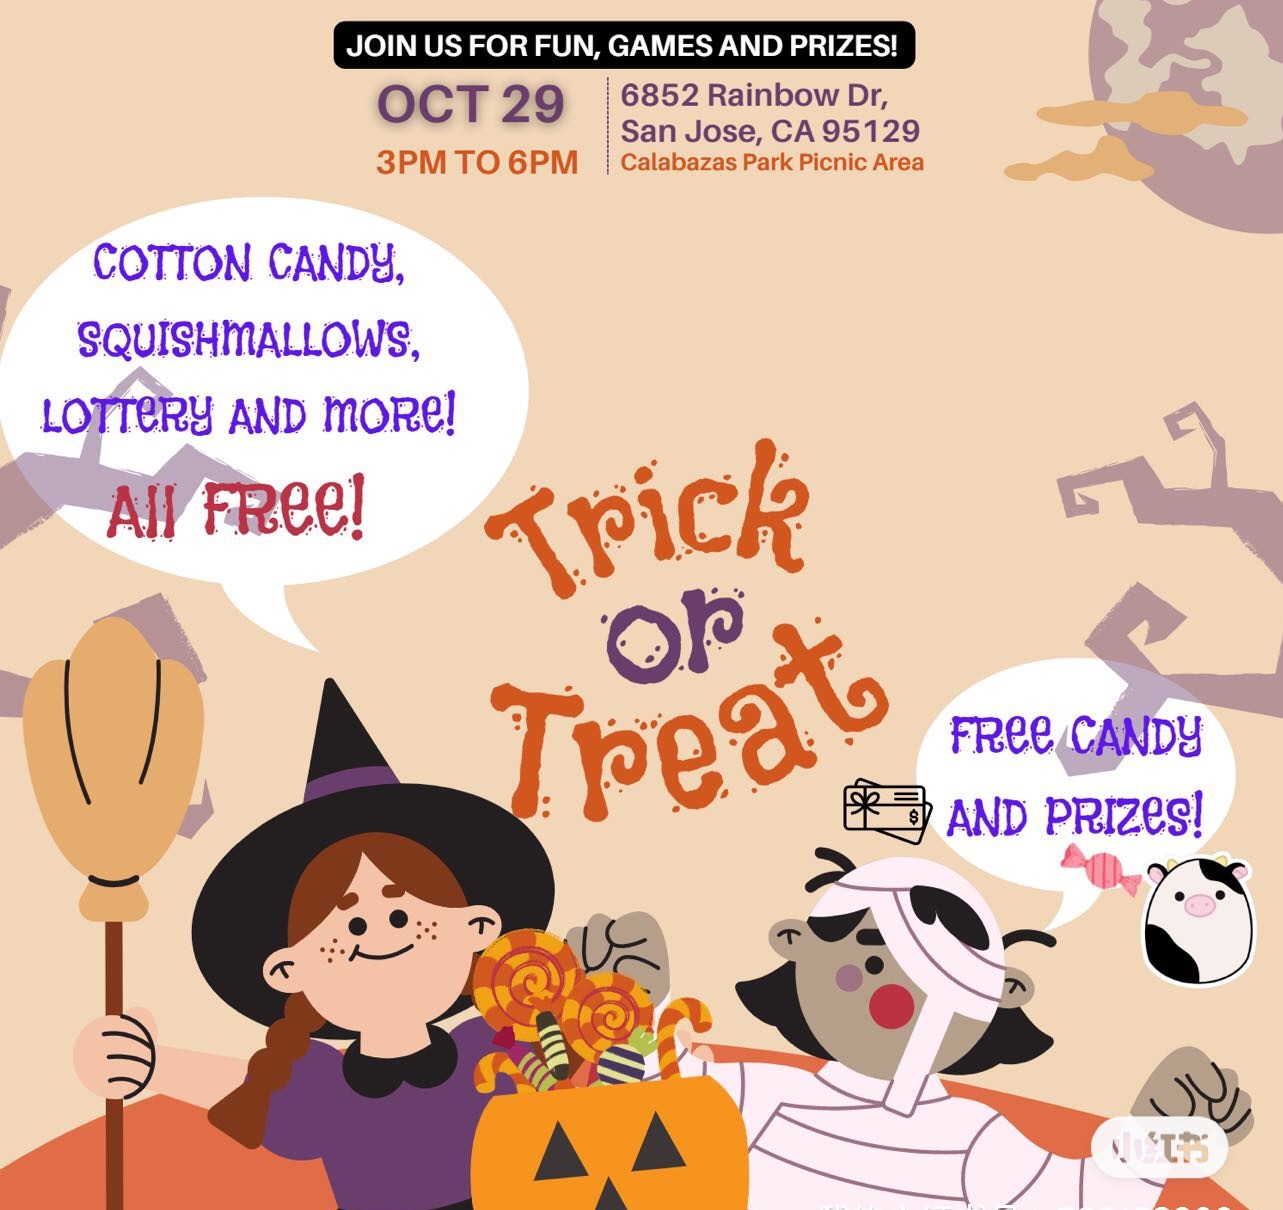 JOIN US FOR FUN, GAMES AND PRIZES!
OCT 29
3PM TO 6PM
6852 Rainbow Dr,
San Jose, CA 95129
Calabazas Park Picnic Area
COTTON CANDY,
SQUISHMALLOWS,
LOTTERY AND MORE!
All FREE!
Trick
or
Treat
FREE CANDY
AND PRIZES!
$
小红书